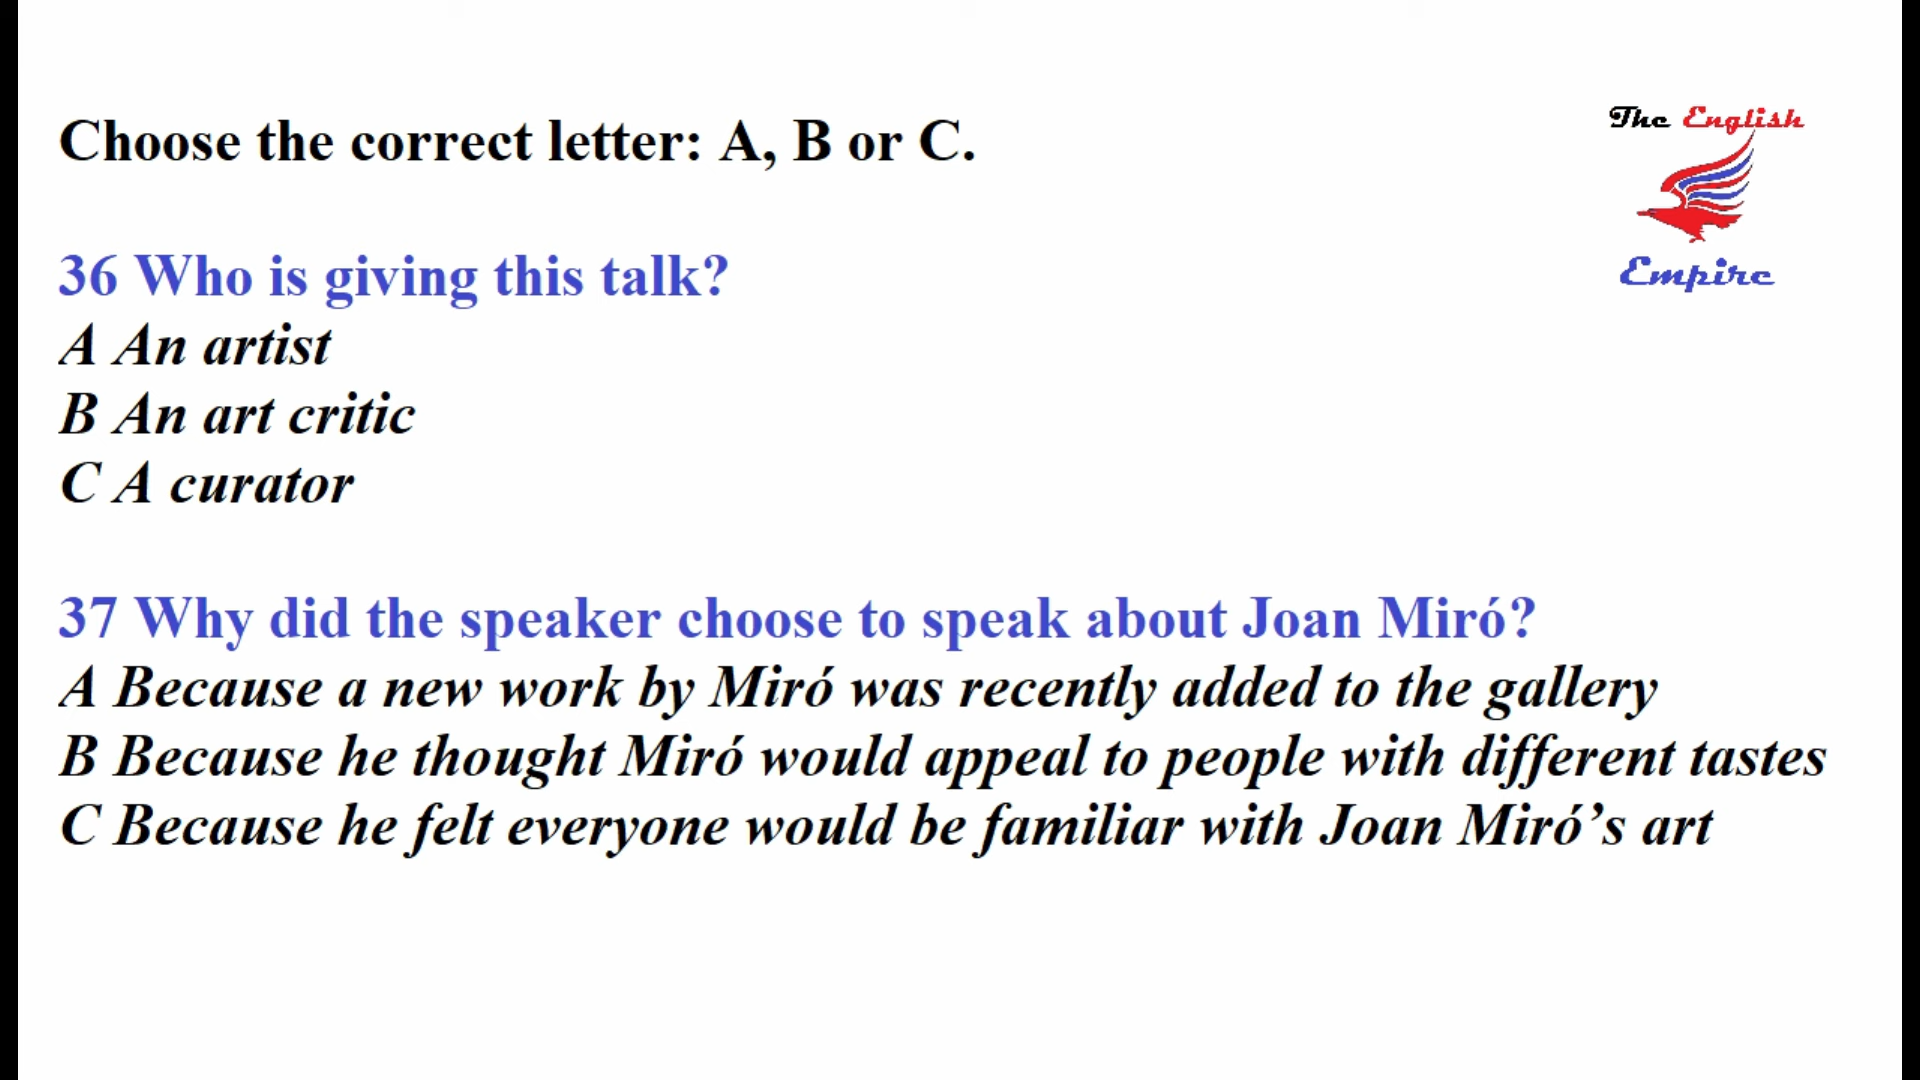 Choose the correct letter: A, B or C.
The English
Empire
36 Who is giving this talk?
A An artist
B An art critic
C A curator
37 Why did the speaker choose to speak about Joan Miró?
A Because a new work by Miró was recently added to the gallery
B Because he thought Miró would appeal to people with different tastes
C Because he felt everyone would be familiar with Joan Miró’s art